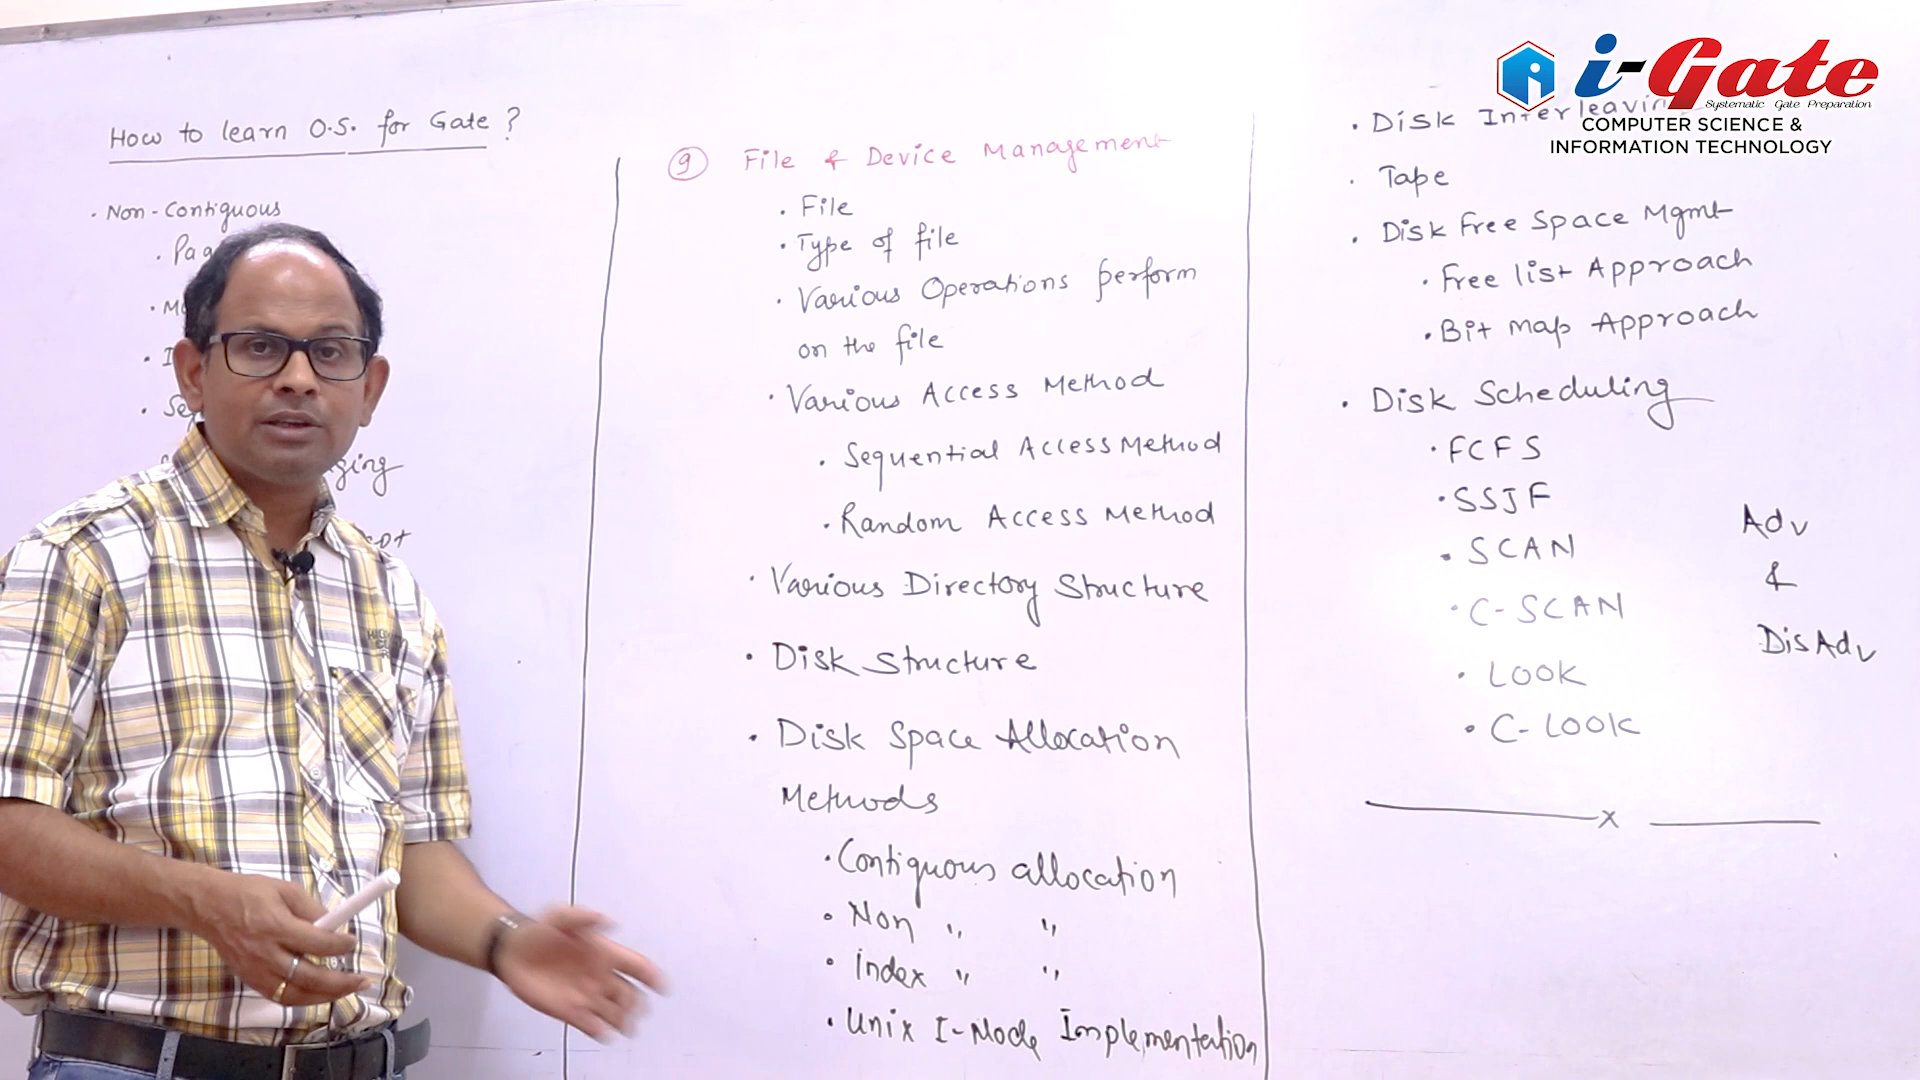 How to learn O.S. for Gate ?
. Non - Contiguous
ging
⑨ File & Device Management
. File
. Type of file
. Various Operations perform
on the file
. Various Access Method
. Sequential Access Method
. Random Access Method
. Various Directory Structure
. Disk Structure
. Disk Space Allocation
Methods
. Contiguous allocation
. Non " "
. index " "
. Unix I-Node Implementation
. Disk Interleavin
. Tape
. Disk Free Space Mgmt
. Free list Approach
. Bit map Approach
. Disk Scheduling
. FCFS
. SSJF
. SCAN
. C-SCAN
. LOOK
. C-LOOK
Adv
&
DisAdv
x
i-Gate
Systematic Gate Preparation
COMPUTER SCIENCE &
INFORMATION TECHNOLOGY